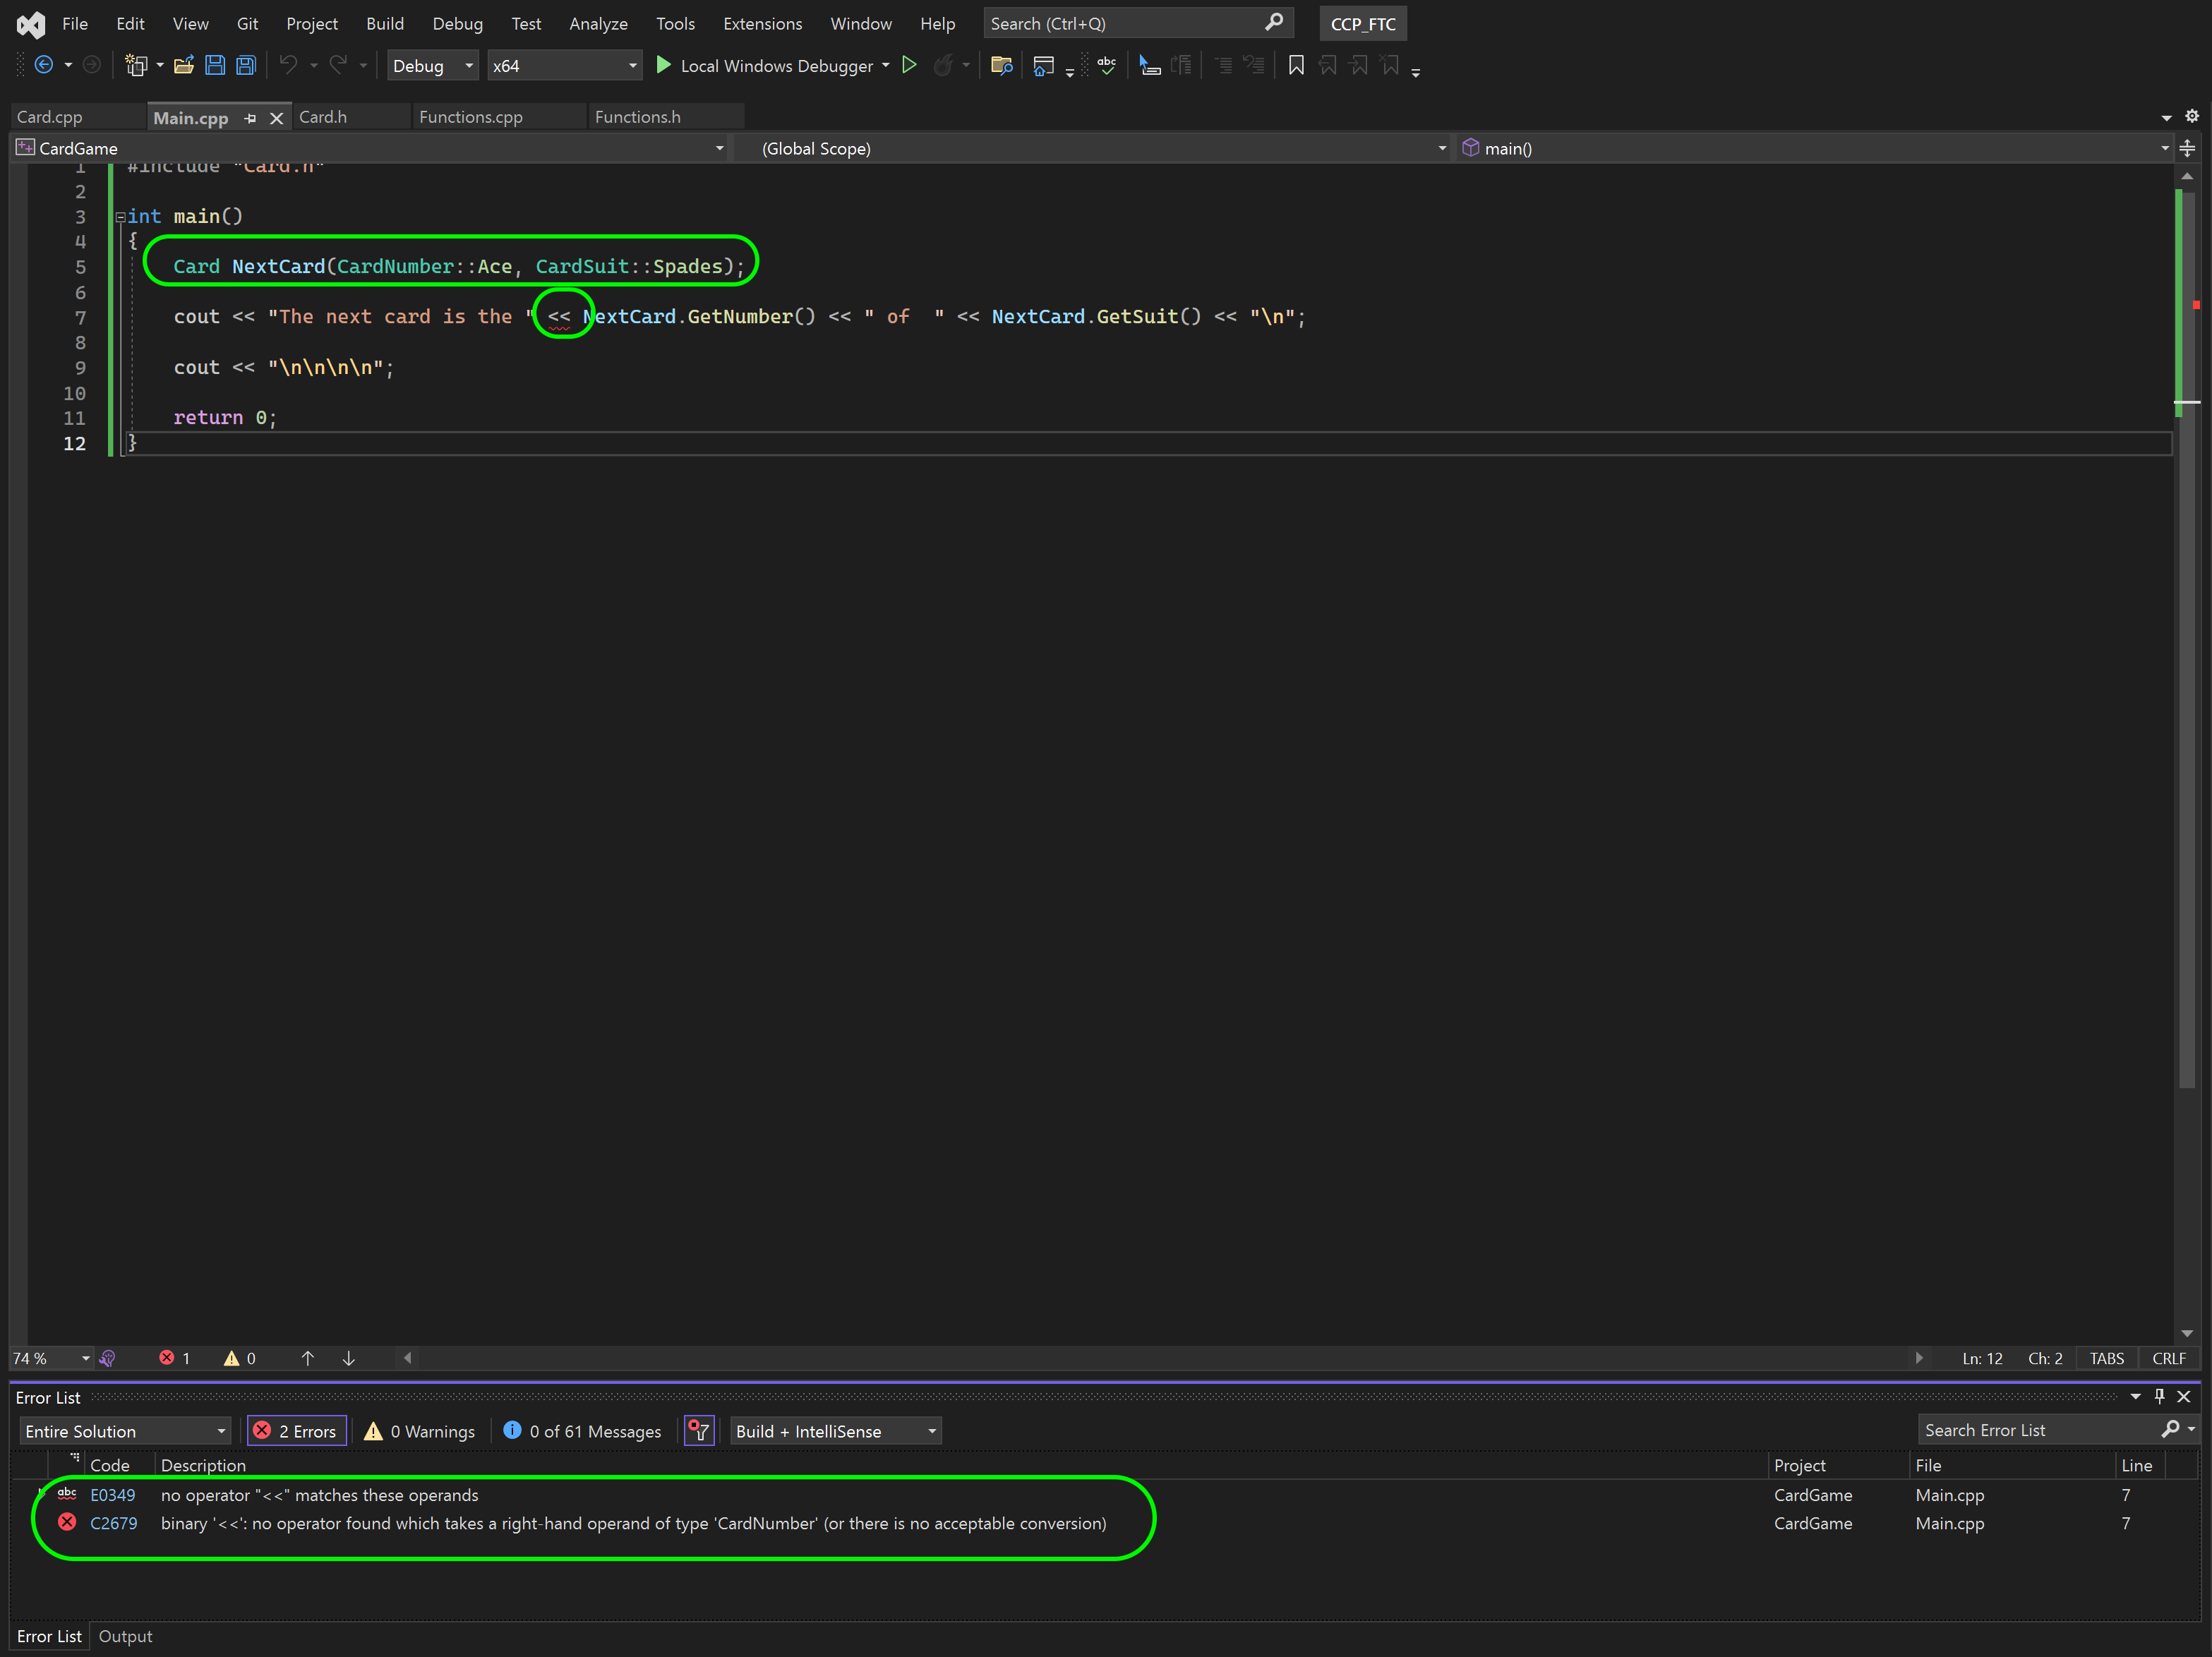 File Edit View Git Project Build Debug Test Analyze Tools Extensions Window Help Search (Ctrl+Q) CCP_FTC
Debug x64 Local Windows Debugger
Card.cpp Main.cpp Card.h Functions.cpp Functions.h
CardGame (Global Scope) main()
1 #include "Card.h"
2
3 int main()
4 {
5 Card NextCard(CardNumber::Ace, CardSuit::Spades);
6
7 cout << "The next card is the " << NextCard.GetNumber() << " of  " << NextCard.GetSuit() << "\n";
8
9 cout << "\n\n\n\n";
10
11 return 0;
12 }
74 % 1 0 Ln: 12 Ch: 2 TABS CRLF
Error List
Entire Solution 2 Errors 0 Warnings 0 of 61 Messages Build + IntelliSense Search Error List
Code Description Project File Line
abc E0349 no operator "<<" matches these operands CardGame Main.cpp 7
C2679 binary '<<': no operator found which takes a right-hand operand of type 'CardNumber' (or there is no acceptable conversion) CardGame Main.cpp 7
Error List Output